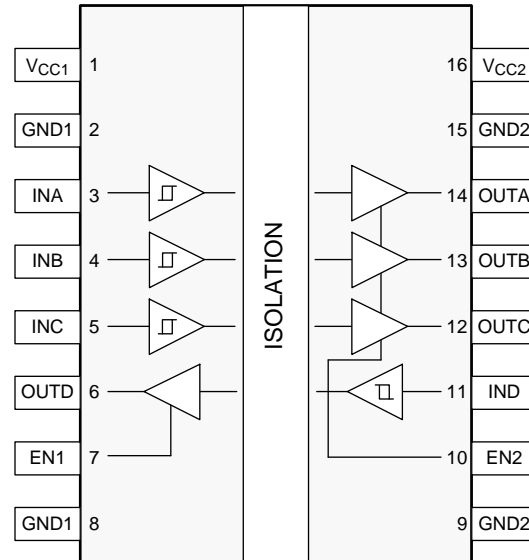 VCC1 1 16 VCC2
GND1 2 15 GND2
INA 3 14 OUTA
INB 4 13 OUTB
INC 5 12 OUTC
OUTD 6 11 IND
EN1 7 10 EN2
GND1 8 9 GND2
ISOLATION